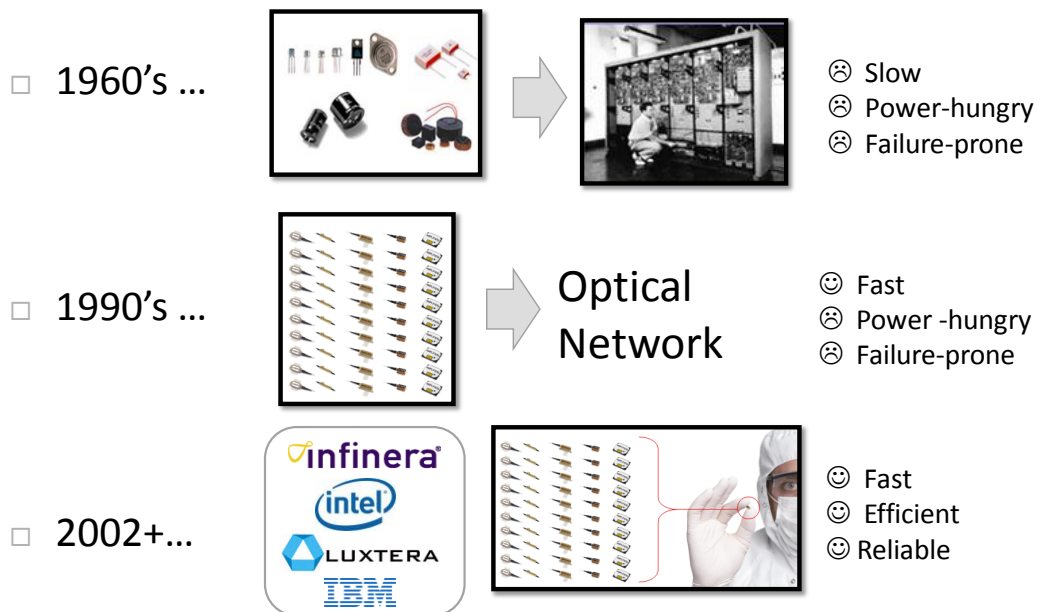 1960's ...
☹ Slow
☹ Power-hungry
☹ Failure-prone
1990's ...
Optical
Network
☺ Fast
☹ Power -hungry
☹ Failure-prone
2002+...
infinera®
intel
LUXTERA
IBM
☺ Fast
☺ Efficient
☺ Reliable